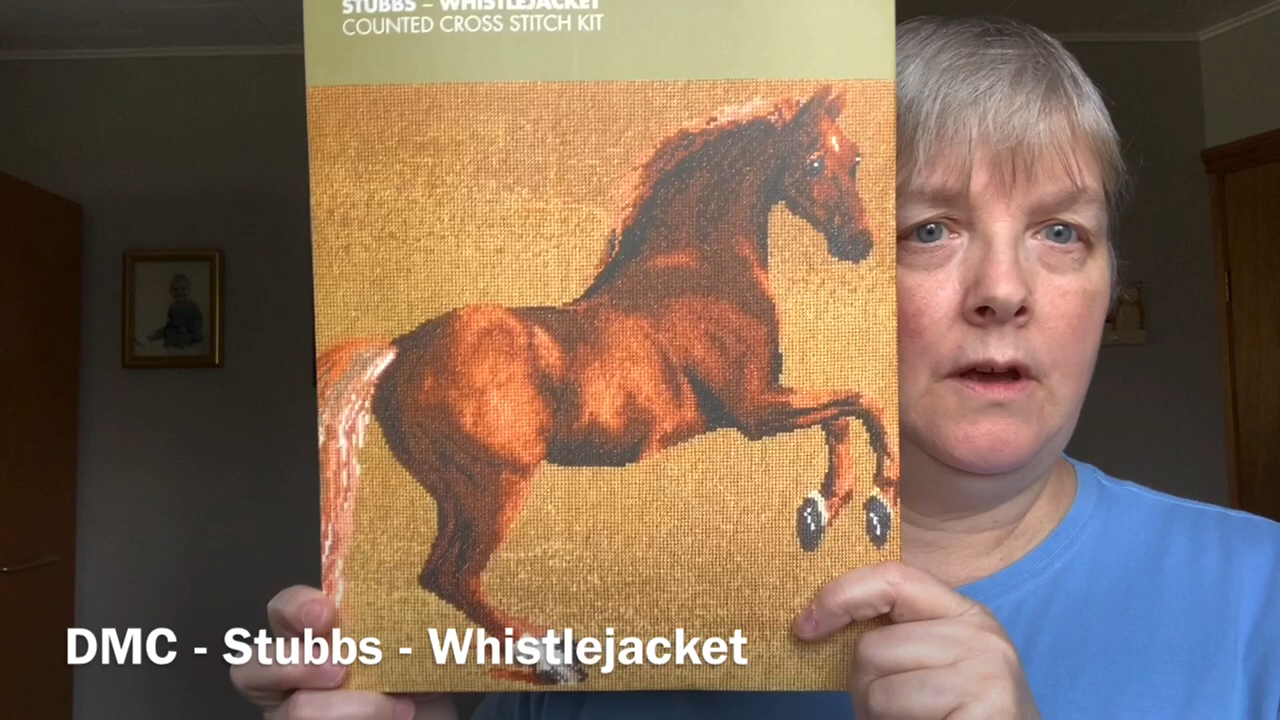 STUBBS – WHISTLEJACKET
COUNTED CROSS STITCH KIT
DMC - Stubbs - Whistlejacket